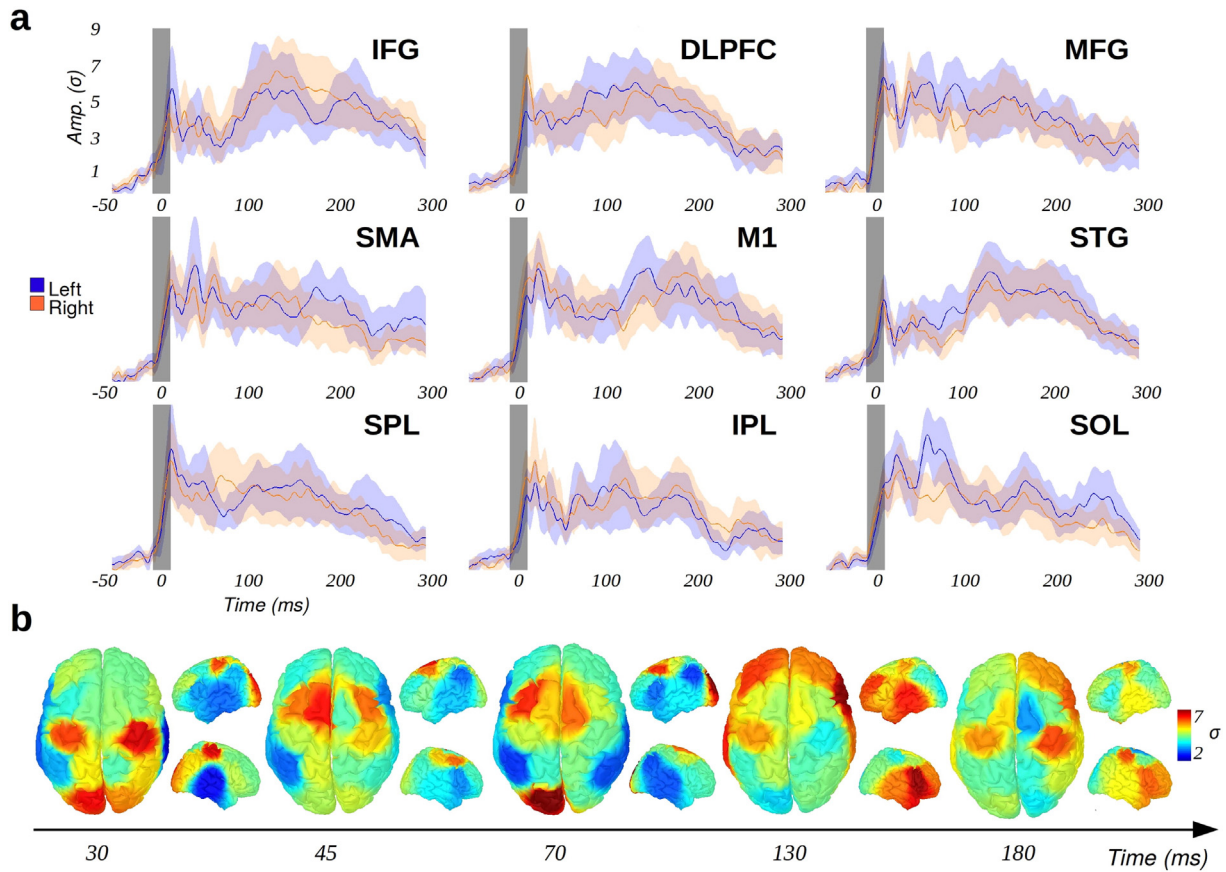 a
IFG
DLPFC
MFG
Amp. (σ)
9
7
5
3
1
-50 0 100 200 300
0 100 200 300
0 100 200 300
SMA
M1
STG
Left
Right
-50 0 100 200 300
0 100 200 300
0 100 200 300
SPL
IPL
SOL
-50 0 100 200 300
0 100 200 300
0 100 200 300
Time (ms)
b
7
σ
2
30 45 70 130 180 Time (ms)